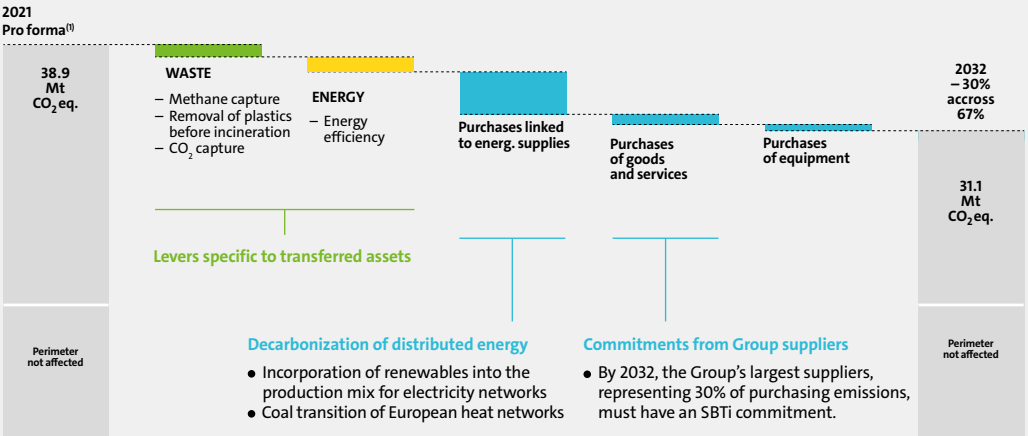 2021
Pro forma(1)
38.9
Mt
CO2 eq.
WASTE
– Methane capture
– Removal of plastics
before incineration
– CO2 capture
ENERGY
– Energy
efficiency
Purchases linked
to energ. supplies
Purchases
of goods
and services
Purchases
of equipment
2032
– 30%
accross
67%
31.1
Mt
CO2 eq.
Levers specific to transferred assets
Decarbonization of distributed energy
● Incorporation of renewables into the
production mix for electricity networks
● Coal transition of European heat networks
Commitments from Group suppliers
● By 2032, the Group’s largest suppliers,
representing 30% of purchasing emissions,
must have an SBTi commitment.
Perimeter
not affected
Perimeter
not affected